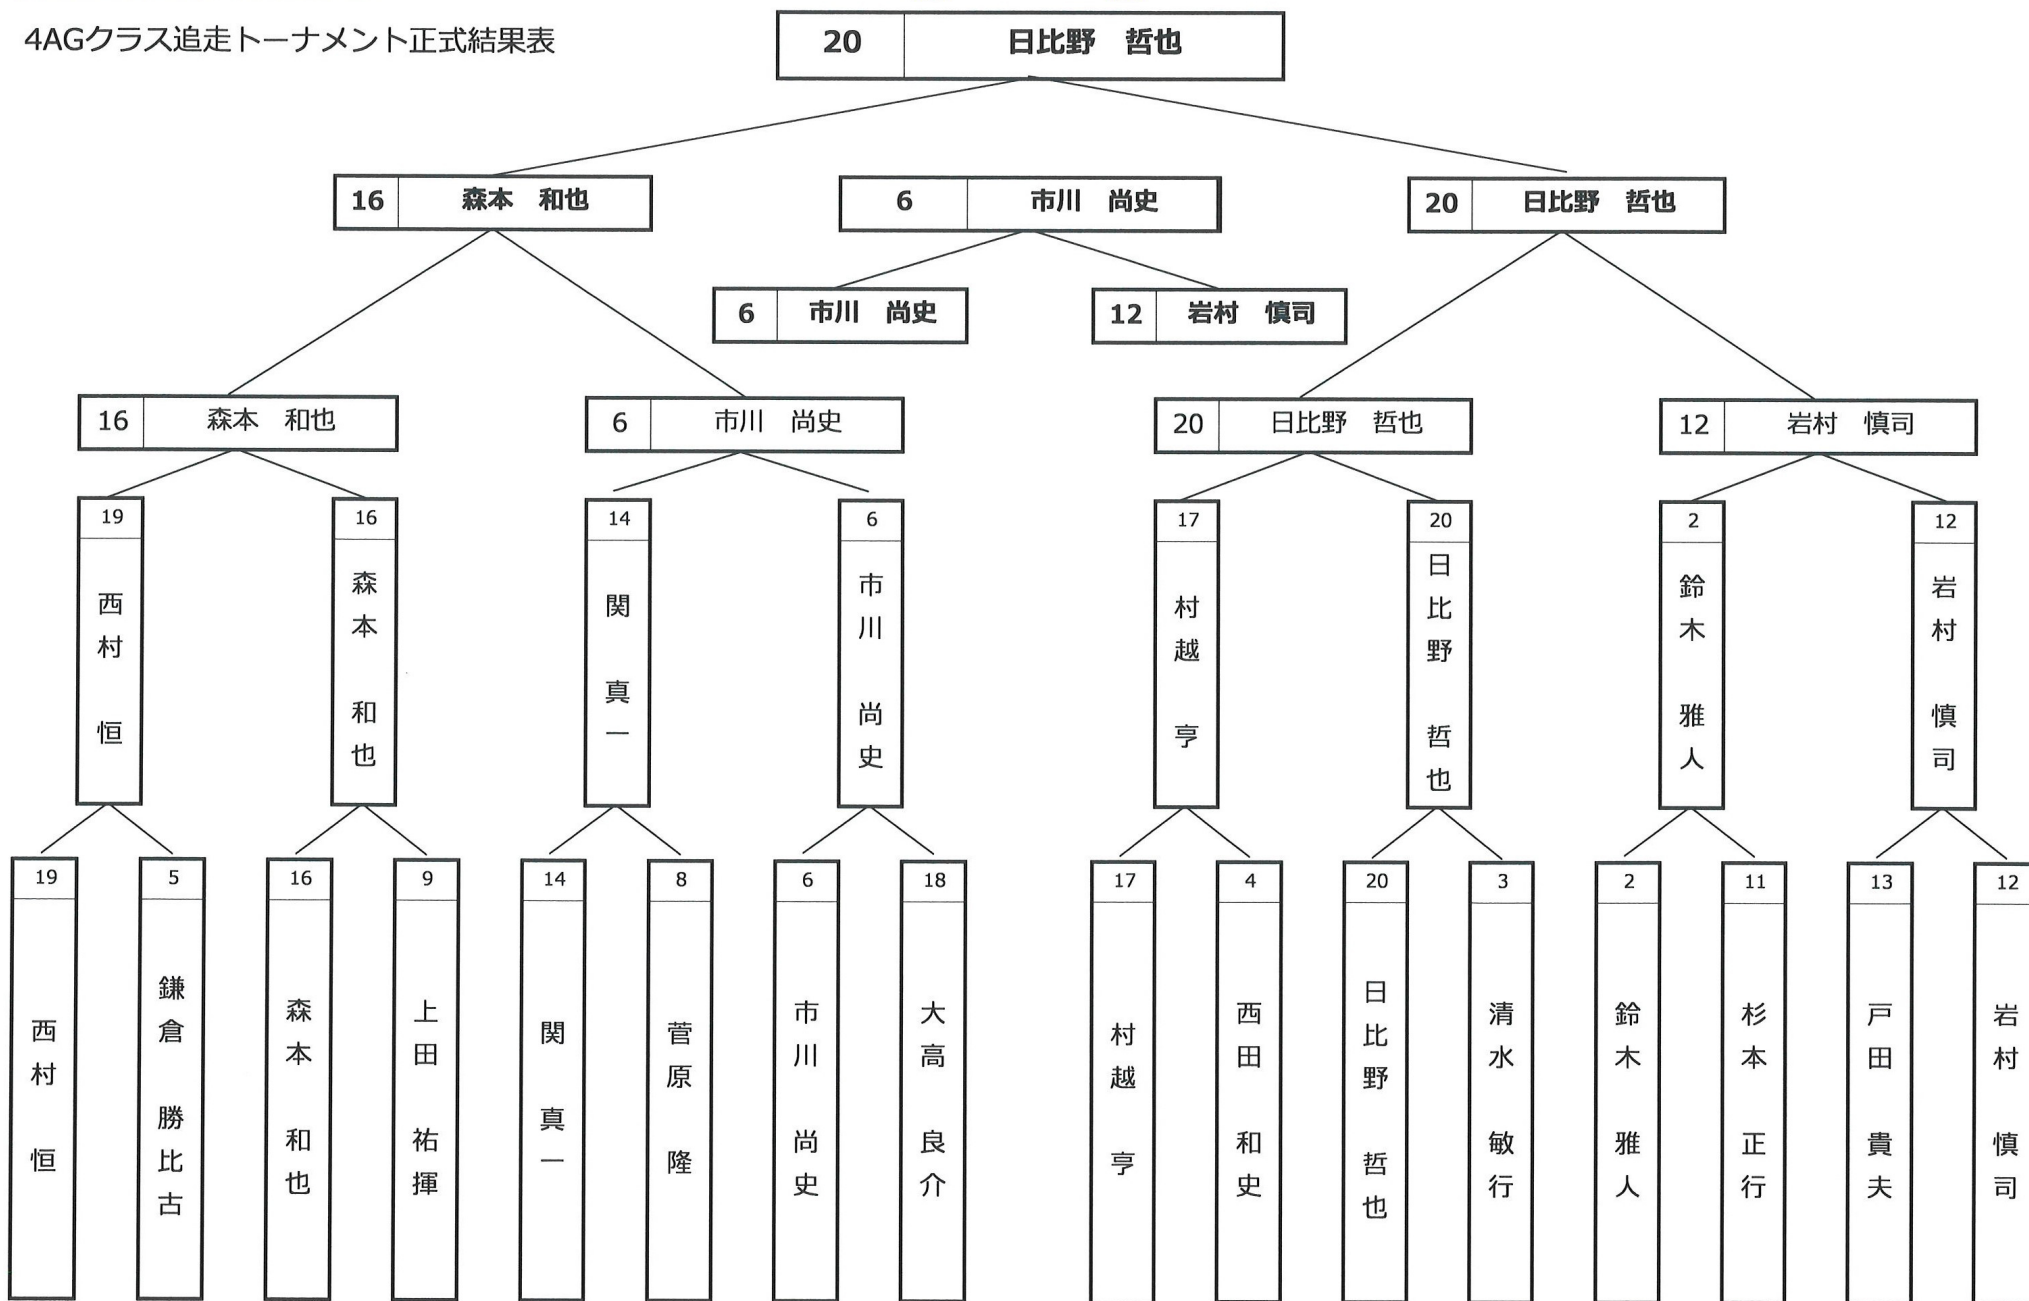 4AGクラス追走トーナメント正式結果表
20 日比野 哲也
16 森本 和也
6 市川 尚史
20 日比野 哲也
6 市川 尚史
12 岩村 慎司
16 森本 和也
6 市川 尚史
20 日比野 哲也
12 岩村 慎司
19 西村 恒
16 森本 和也
14 関 真一
6 市川 尚史
17 村越 亨
20 日比野 哲也
2 鈴木 雅人
12 岩村 慎司
19 西村 恒
5 鎌倉 勝比古
16 森本 和也
9 上田 祐揮
14 関 真一
8 菅原 隆
6 市川 尚史
18 大高 良介
17 村越 亨
4 西田 和史
20 日比野 哲也
3 清水 敏行
2 鈴木 雅人
11 杉本 正行
13 戸田 貴夫
12 岩村 慎司